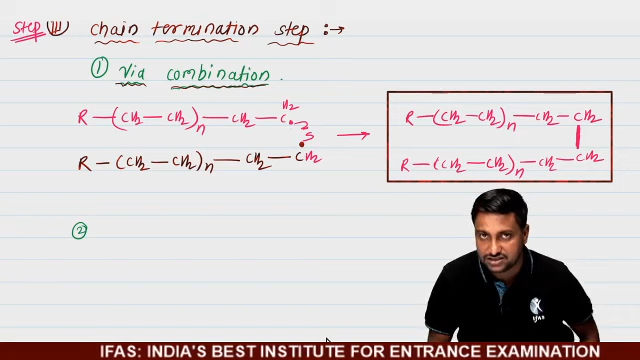 Step III chain termination step :→
① via combination.
R—(CH2—CH2)n—CH2—CH2 → R—(CH2—CH2)n—CH2—CH2
R—(CH2—CH2)n—CH2—CH2 R—(CH2—CH2)n—CH2—CH2
②
ifas
IFAS: INDIA'S BEST INSTITUTE FOR ENTRANCE EXAMINATION